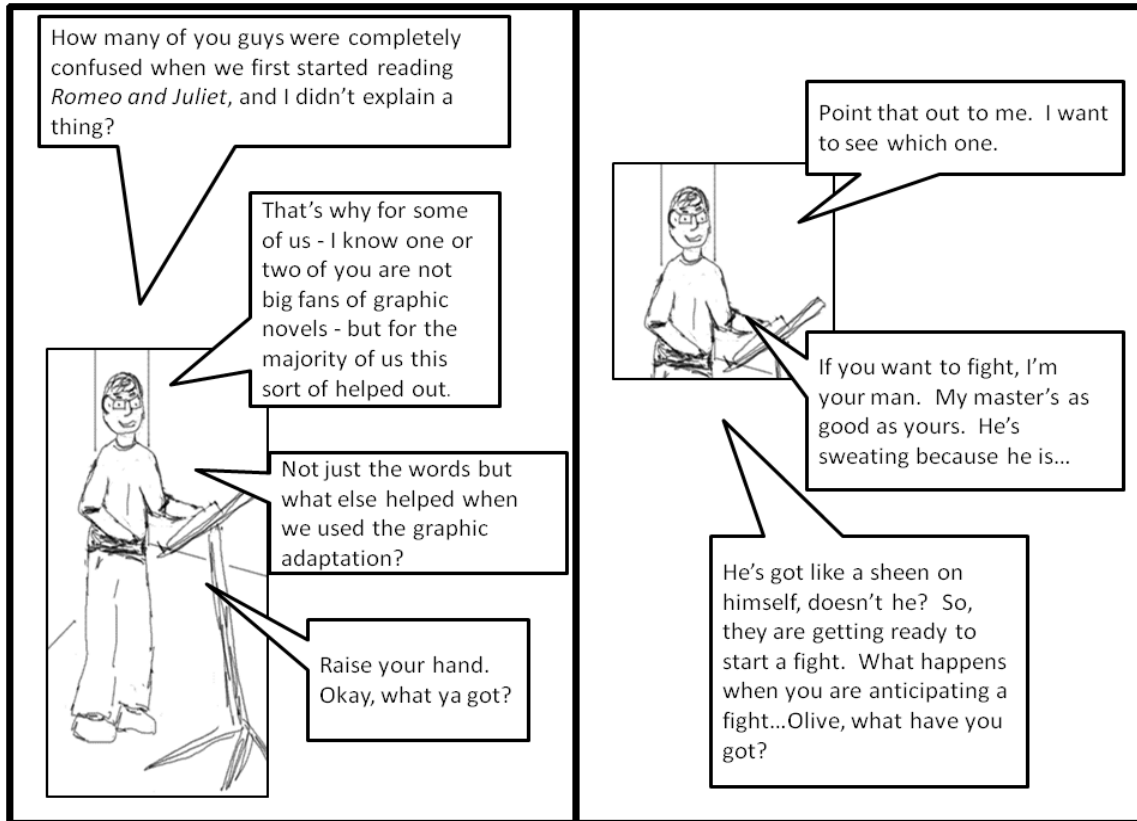 How many of you guys were completely
confused when we first started reading
Romeo and Juliet, and I didn’t explain a
thing?
That’s why for some
of us - I know one or
two of you are not
big fans of graphic
novels - but for the
majority of us this
sort of helped out.
Not just the words but
what else helped when
we used the graphic
adaptation?
Raise your hand.
Okay, what ya got?
Point that out to me.  I want
to see which one.
If you want to fight, I’m
your man.  My master’s as
good as yours.  He’s
sweating because he is…
He’s got like a sheen on
himself, doesn’t he?  So,
they are getting ready to
start a fight.  What happens
when you are anticipating a
fight…Olive, what have you
got?